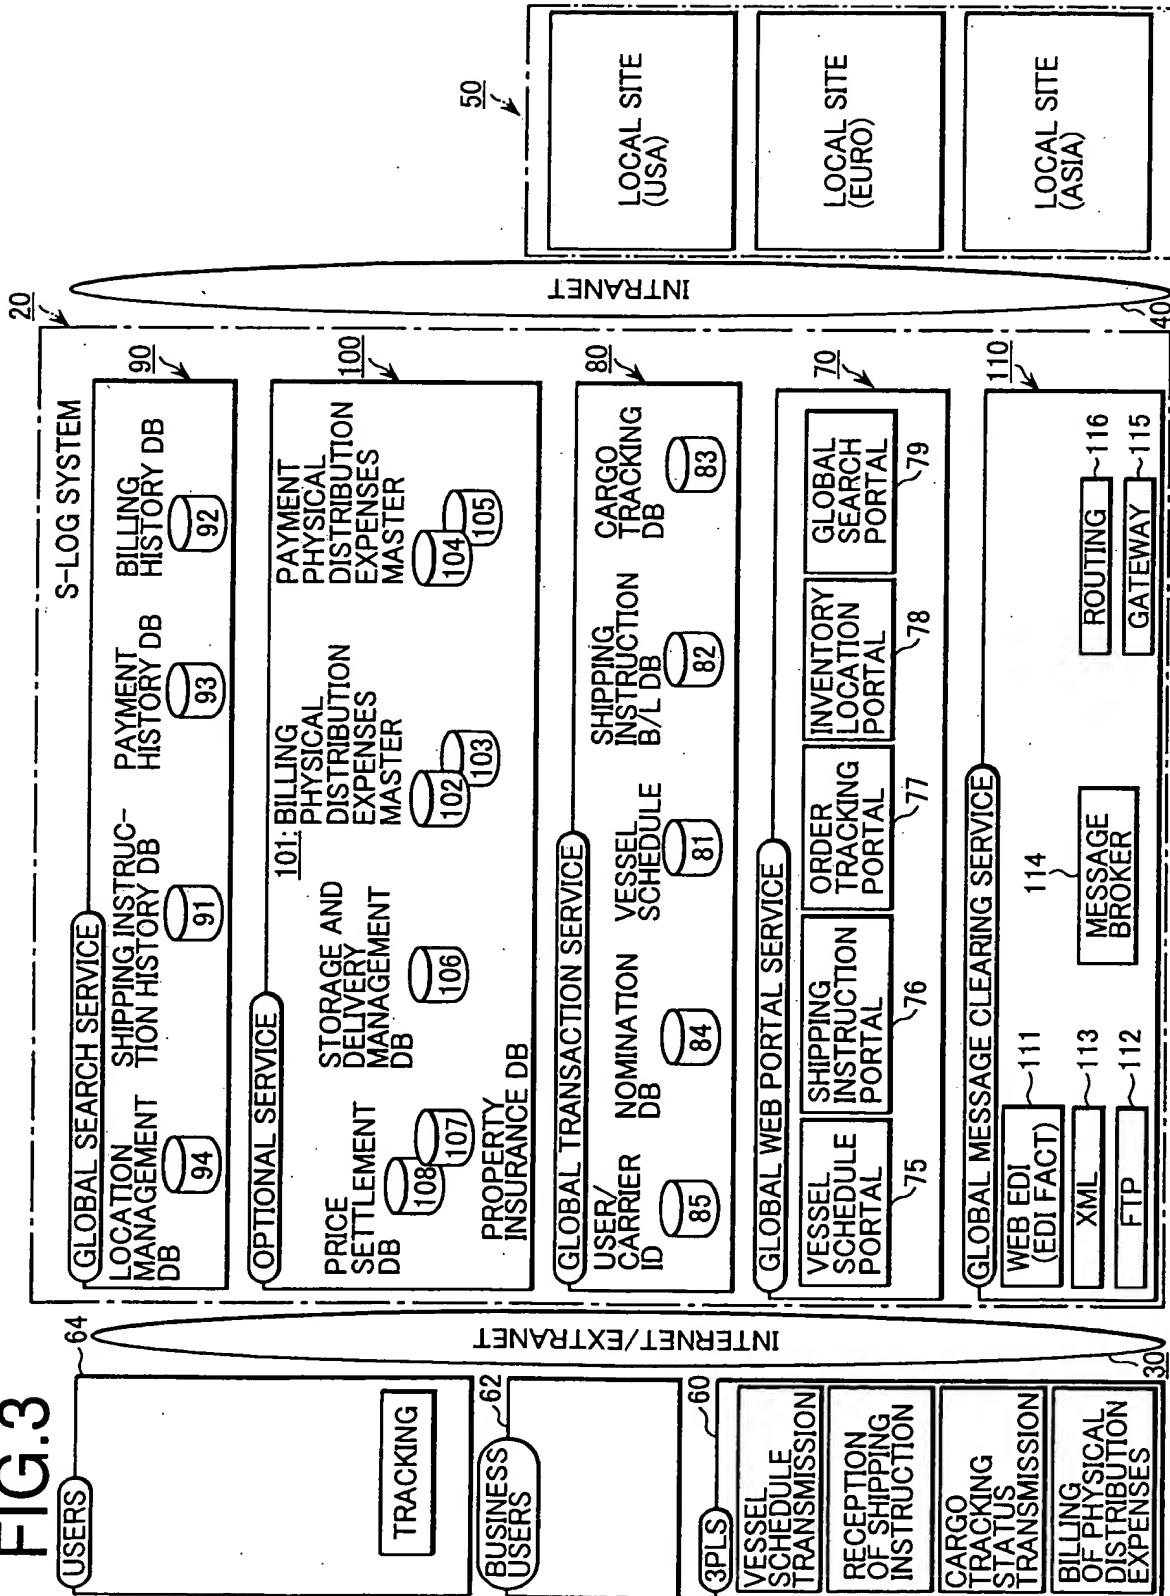 FIG.3
USERS
64
TRACKING
BUSINESS
USERS
62
3PLS
60
VESSEL
SCHEDULE
TRANSMISSION
RECEPTION
OF SHIPPING
INSTRUCTION
CARGO
TRACKING
STATUS
TRANSMISSION
BILLING
OF PHYSICAL
DISTRIBUTION
EXPENSES
INTERNET/EXTRANET
30
20
S-LOG SYSTEM
GLOBAL SEARCH SERVICE
90
LOCATION
MANAGEMENT
DB
94
SHIPPING INSTRUC-
TION HISTORY DB
91
PAYMENT
HISTORY DB
93
BILLING
HISTORY DB
92
OPTIONAL SERVICE
100
PRICE
SETTLEMENT
DB
108
107
PROPERTY
INSURANCE DB
STORAGE AND
DELIVERY
MANAGEMENT
DB
106
101: BILLING
PHYSICAL
DISTRIBUTION
EXPENSES
MASTER
102
103
PAYMENT
PHYSICAL
DISTRIBUTION
EXPENSES
MASTER
104
105
GLOBAL TRANSACTION SERVICE
80
USER/
CARRIER
ID
85
NOMINATION
DB
84
VESSEL
SCHEDULE
81
SHIPPING
INSTRUCTION
B/L DB
82
CARGO
TRACKING
DB
83
GLOBAL WEB PORTAL SERVICE
70
VESSEL
SCHEDULE
PORTAL
75
SHIPPING
INSTRUCTION
PORTAL
76
ORDER
TRACKING
PORTAL
77
INVENTORY
LOCATION
PORTAL
78
GLOBAL
SEARCH
PORTAL
79
GLOBAL MESSAGE CLEARING SERVICE
110
WEB EDI
(EDI FACT)
111
XML
113
FTP
112
114
MESSAGE
BROKER
ROUTING
116
GATEWAY
115
INTRANET
40
50
LOCAL SITE
(USA)
LOCAL SITE
(EURO)
LOCAL SITE
(ASIA)